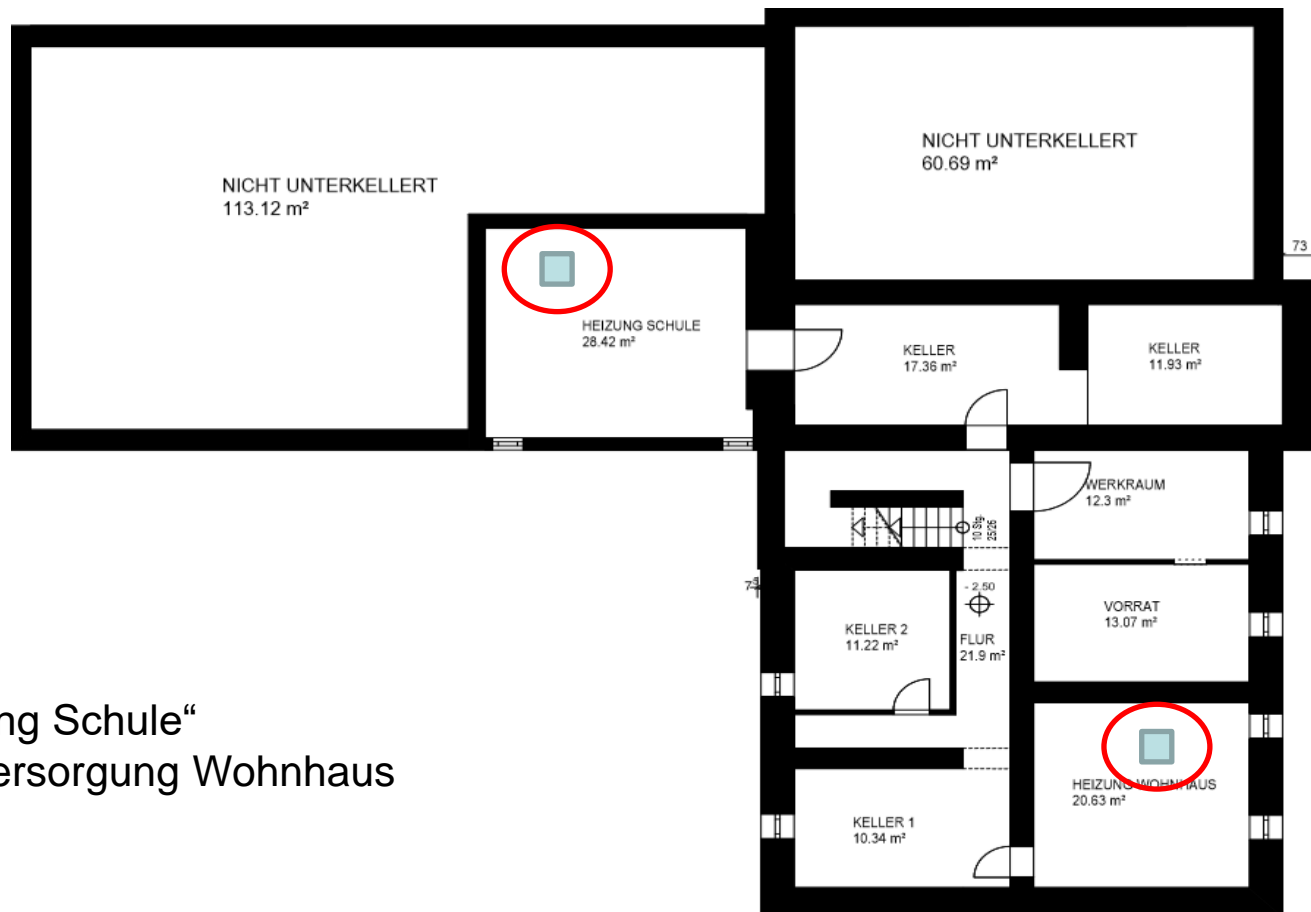 NICHT UNTERKELLERT
113.12 m²
NICHT UNTERKELLERT
60.69 m²
73
HEIZUNG SCHULE
28.42 m²
KELLER
17.36 m²
KELLER
11.93 m²
WERKRAUM
12.3 m²
10 Stg.
25/26
- 2.50
FLUR
21.9 m²
KELLER 2
11.22 m²
VORRAT
13.07 m²
ng Schule“
ersorgung Wohnhaus
HEIZUNG WOHNHAUS
20.63 m²
KELLER 1
10.34 m²